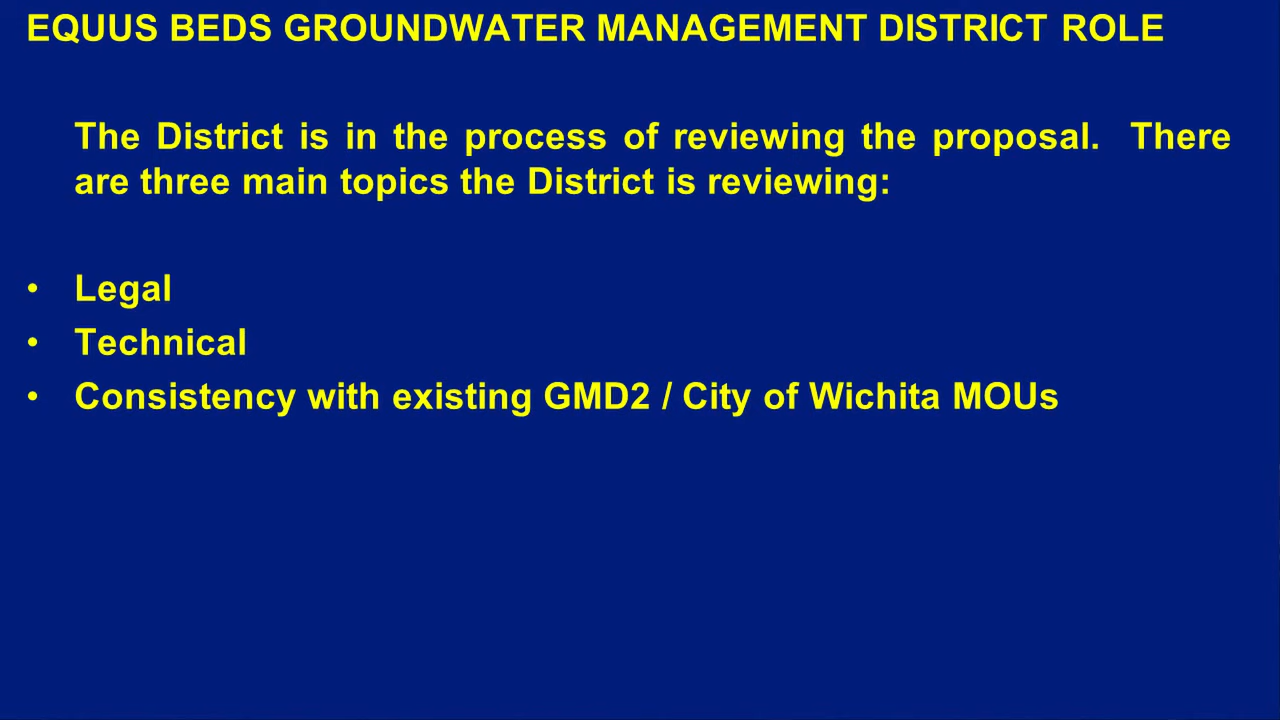 EQUUS BEDS GROUNDWATER MANAGEMENT DISTRICT ROLE
The District is in the process of reviewing the proposal. There
are three main topics the District is reviewing:
• Legal
• Technical
• Consistency with existing GMD2 / City of Wichita MOUs